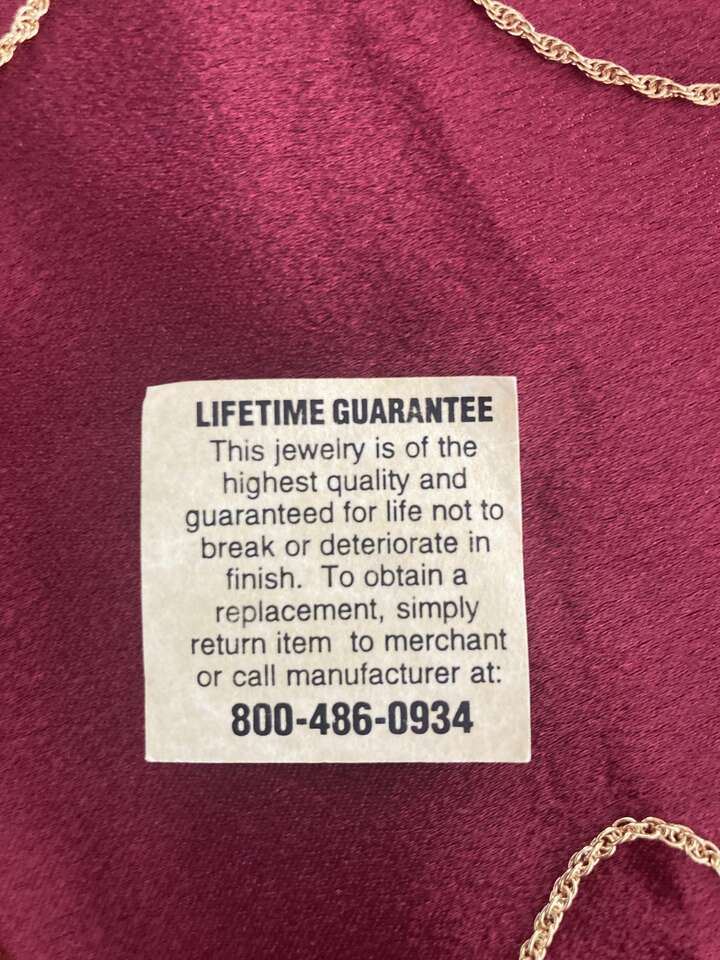 LIFETIME GUARANTEE
This jewelry is of the
highest quality and
guaranteed for life not to
break or deteriorate in
finish. To obtain a
replacement, simply
return item to merchant
or call manufacturer at:
800-486-0934